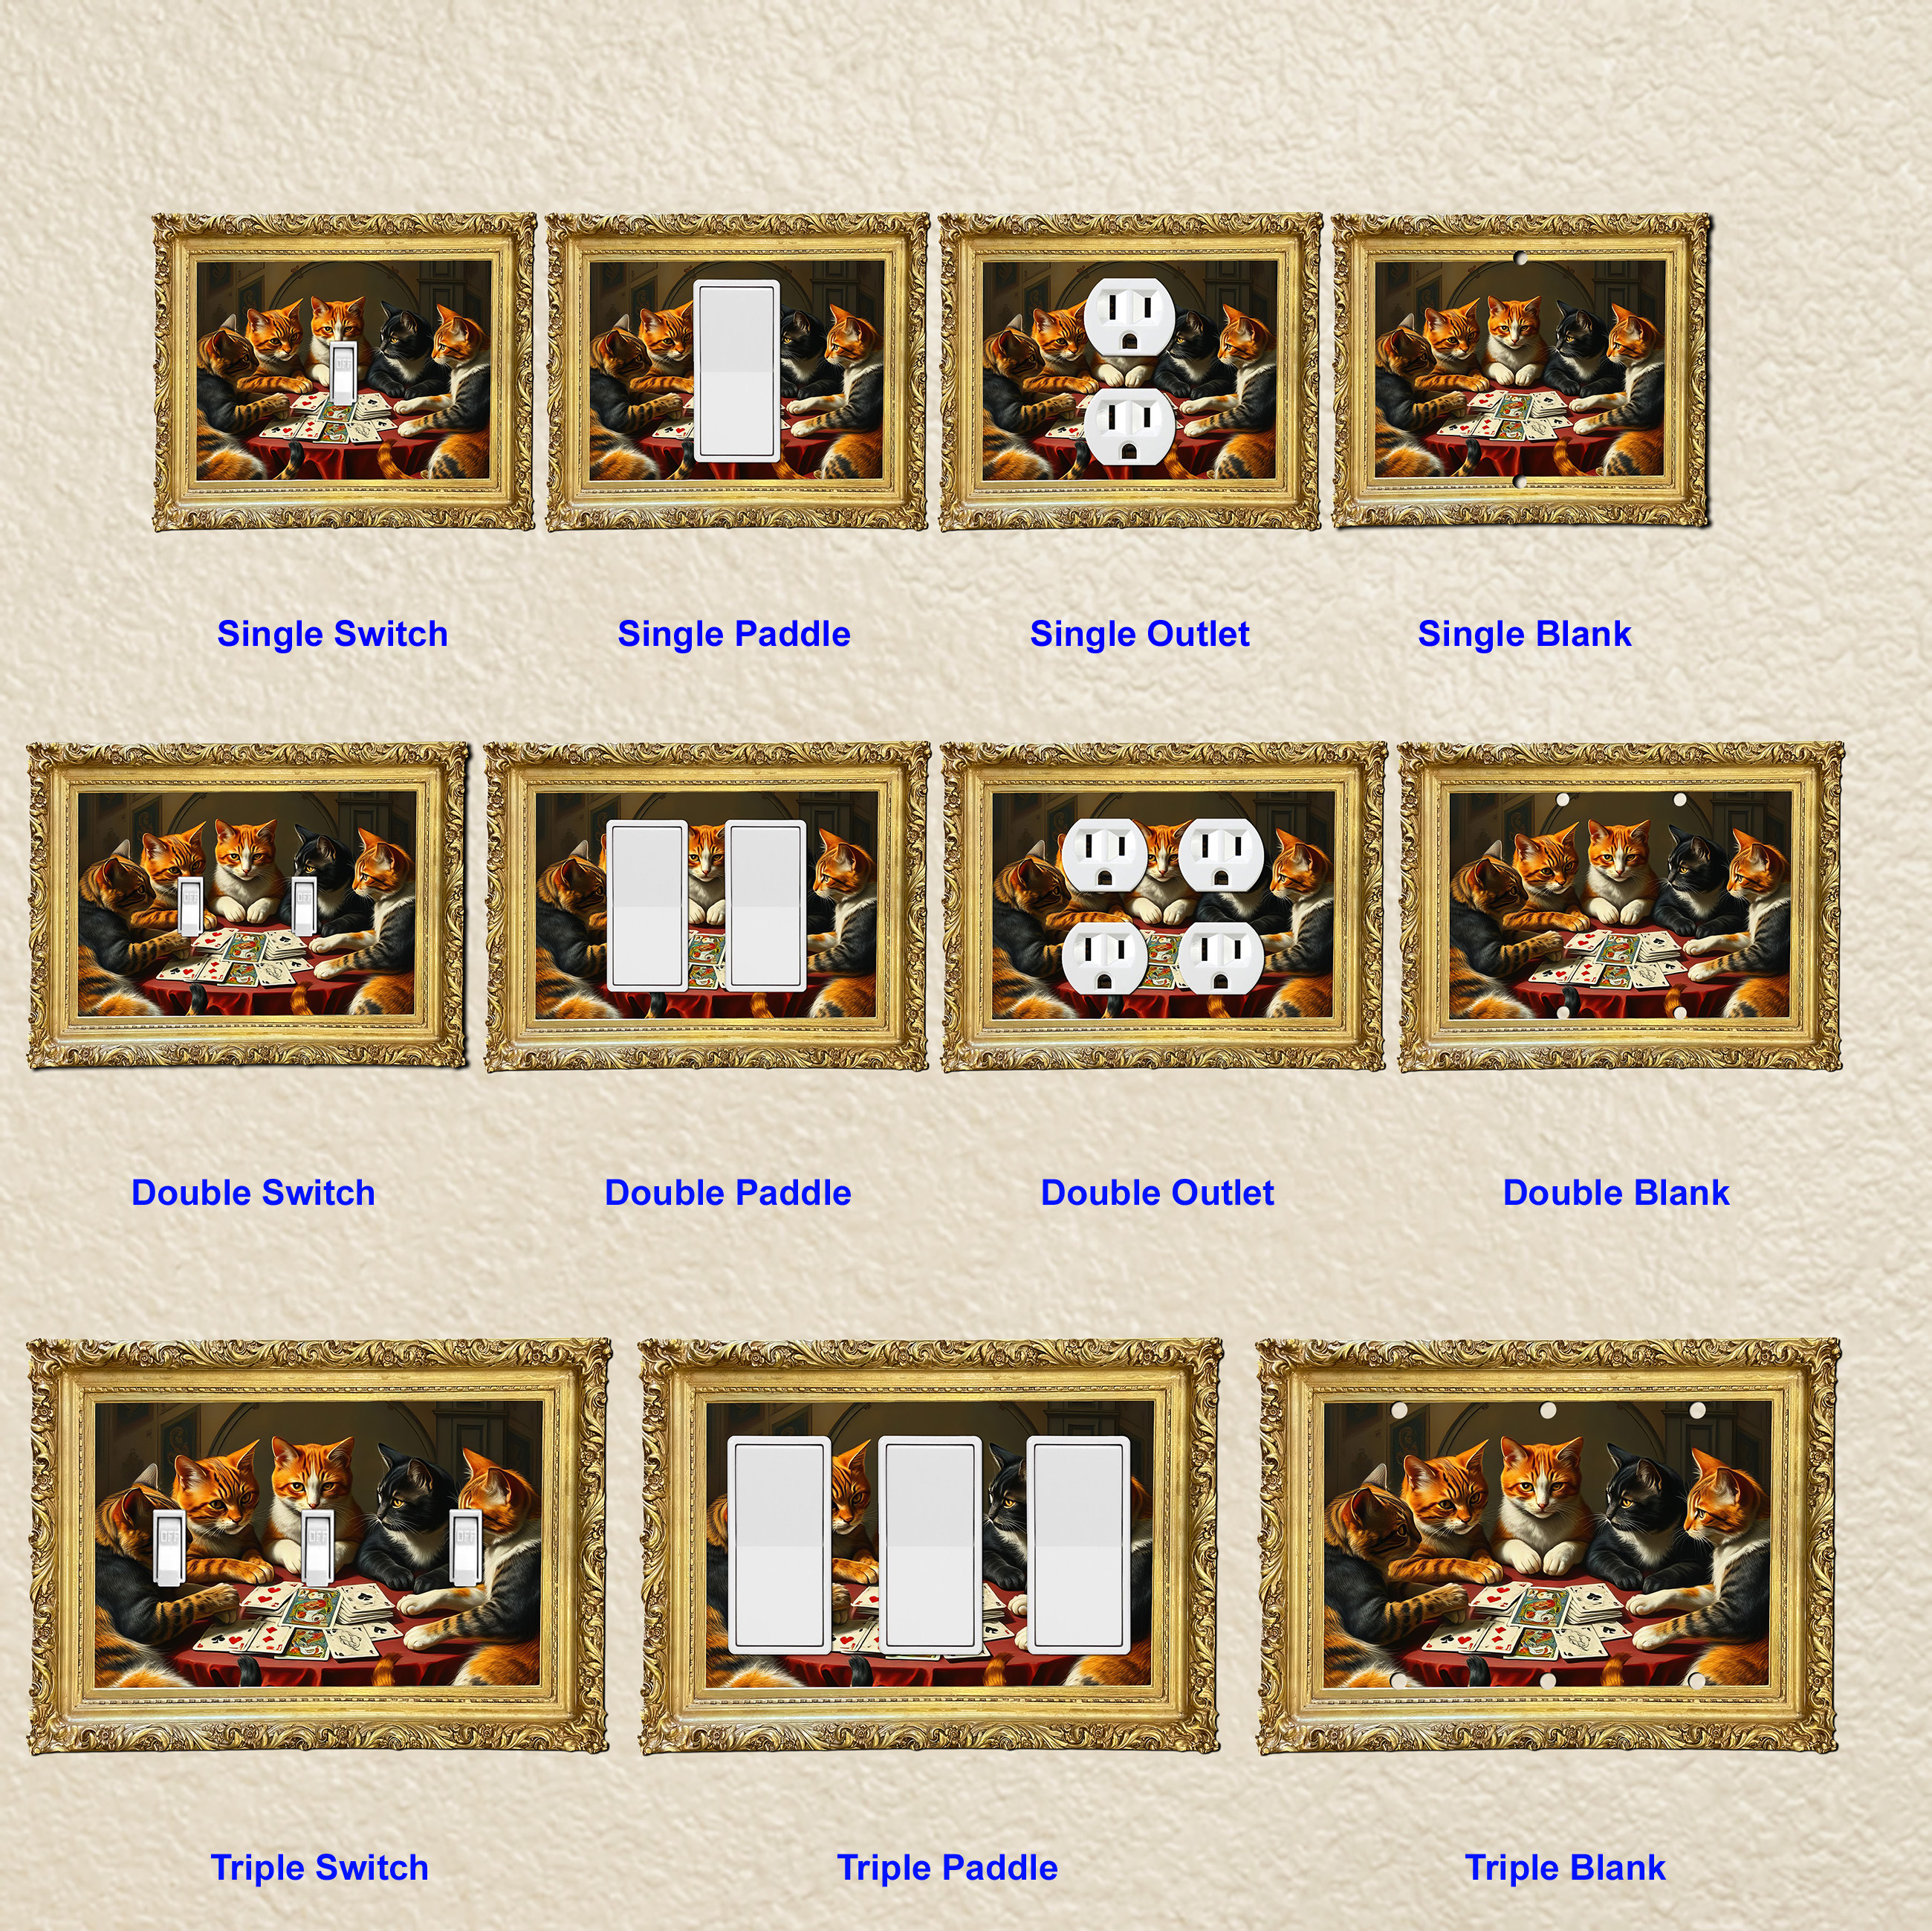 Single Switch
Single Paddle
Single Outlet
Single Blank
Double Switch
Double Paddle
Double Outlet
Double Blank
Triple Switch
Triple Paddle
Triple Blank